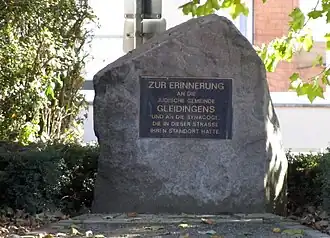 ZUR ERINNERUNG
AN DIE
JÜDISCHE GEMEINDE
GLEIDINGENS
UND AN DIE SYNAGOGE,
DIE IN DIESER STRASSE
IHREN STANDORT HATTE.